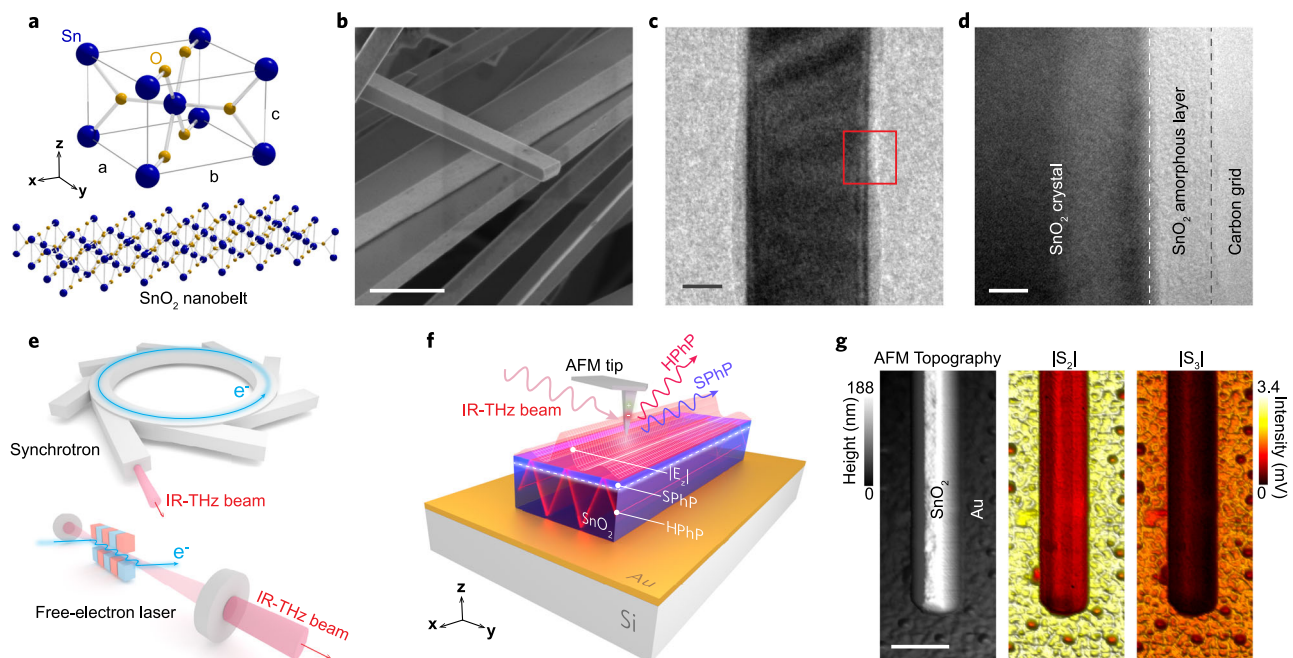 a
Sn
O
c
a
b
z
x
y
SnO₂ nanobelt
b
c
d
SnO₂ crystal
SnO₂ amorphous layer
Carbon grid
e
e⁻
Synchrotron
IR-THz beam
e⁻
Free-electron laser
IR-THz beam
f
AFM tip
HPhP
SPhP
IR-THz beam
|E_z|
SPhP
HPhP
SnO₂
Au
Si
z
x
y
g
AFM Topography
|S₂|
|S₃|
188
Height (nm)
0
SnO₂
Au
3.4
Intensity (mV)
0